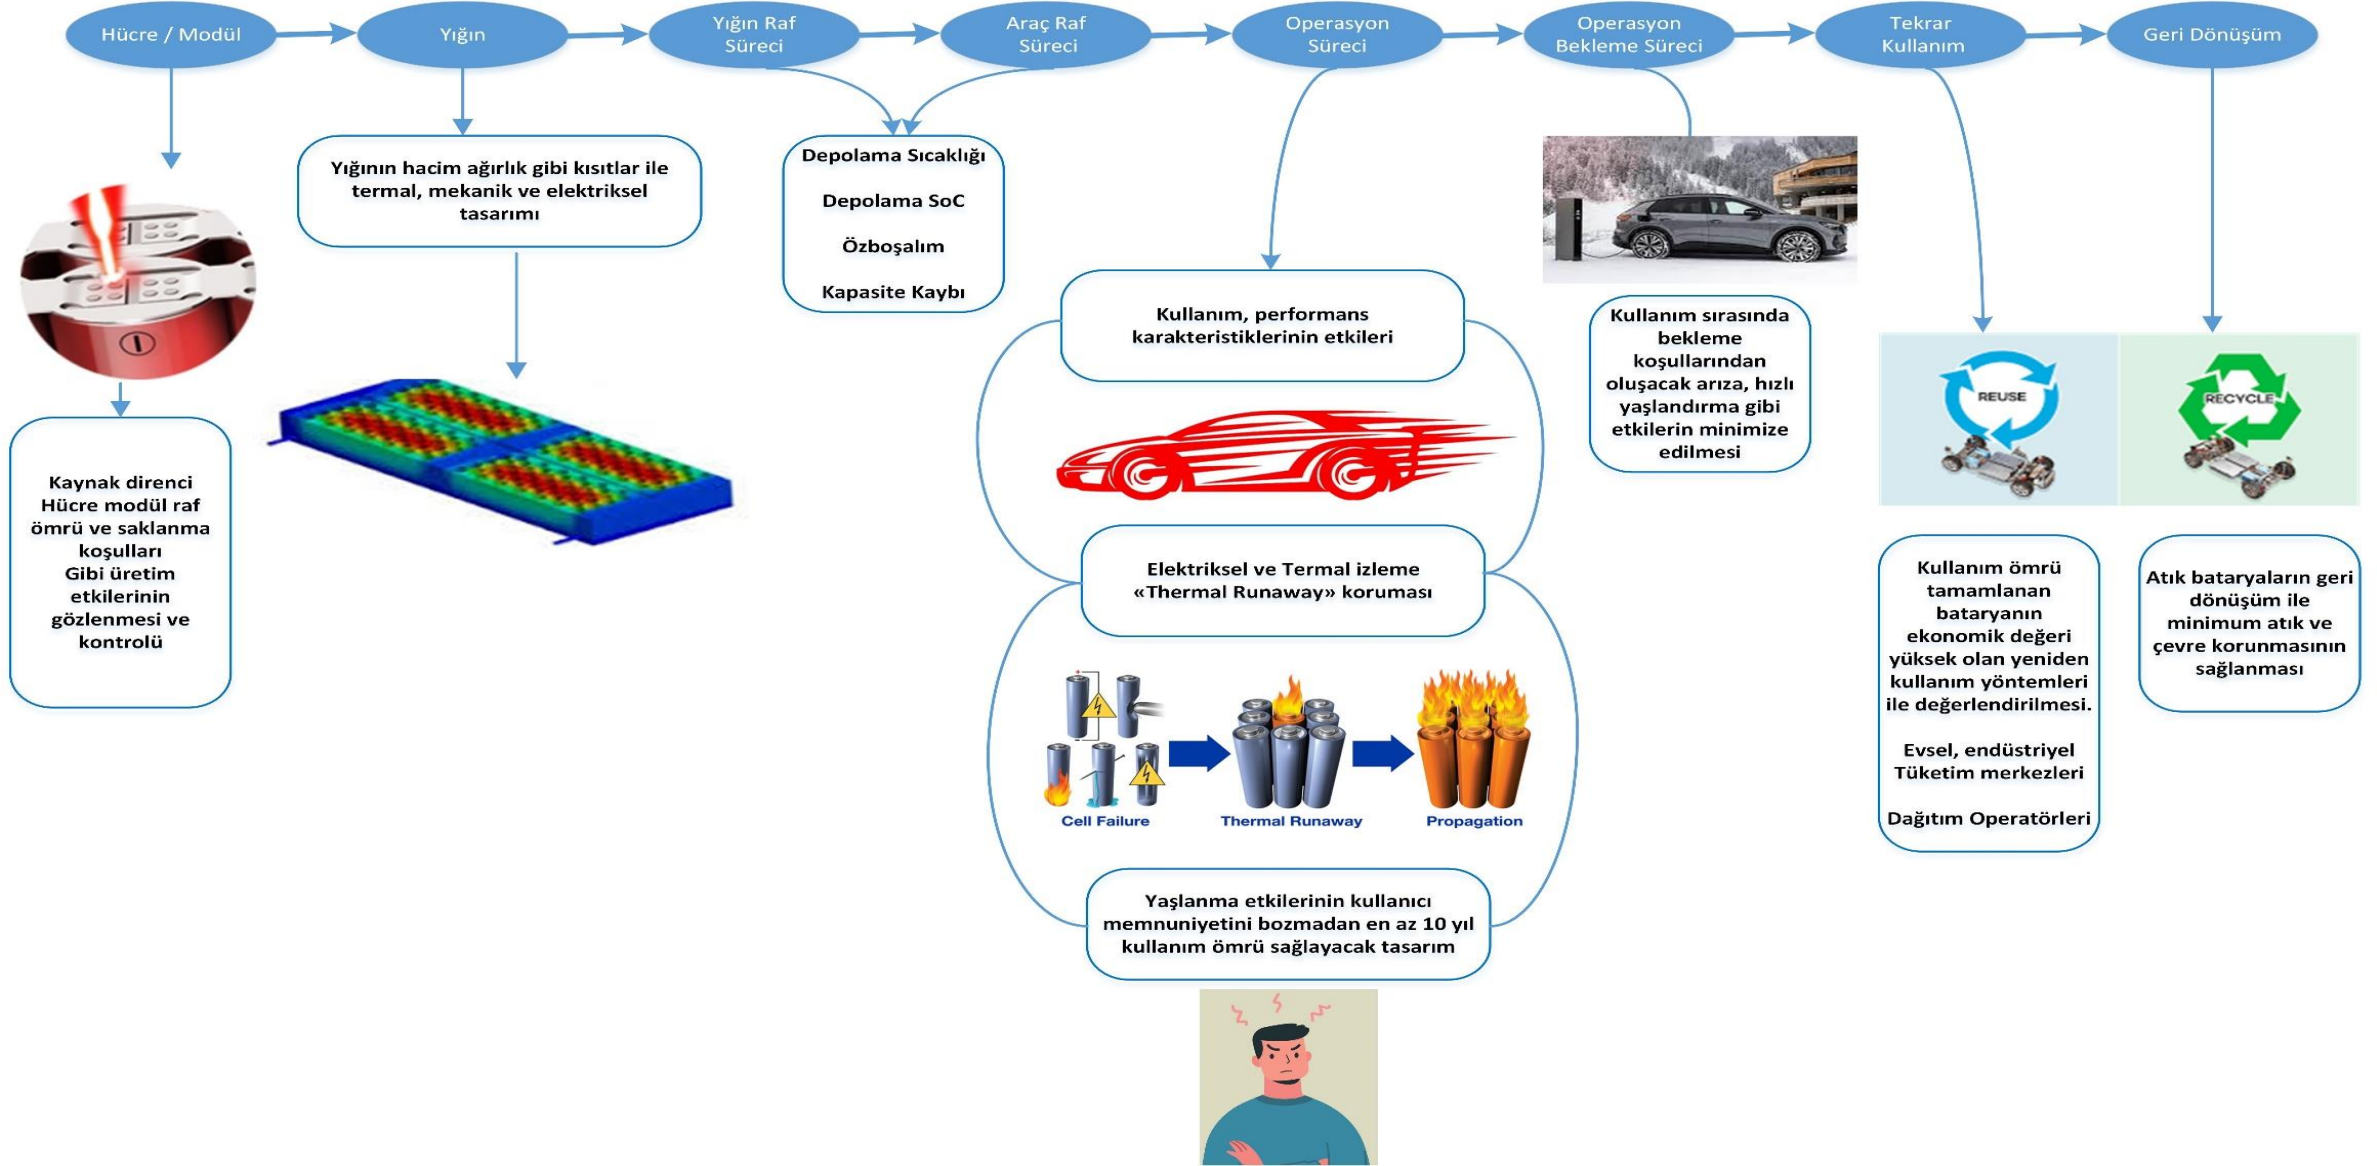 Hücre / Modül
Yığın
Yığın Raf
Süreci
Araç Raf
Süreci
Operasyon
Süreci
Operasyon
Bekleme Süreci
Tekrar
Kullanım
Geri Dönüşüm
Kaynak direnci
Hücre modül raf
ömrü ve saklanma
koşulları
Gibi üretim
etkilerinin
gözlenmesi ve
kontrolü
Yığının hacim ağırlık gibi kısıtlar ile
termal, mekanik ve elektriksel
tasarımı
Depolama Sıcaklığı
Depolama SoC
Özboşalım
Kapasite Kaybı
Kullanım, performans
karakteristiklerinin etkileri
Elektriksel ve Termal izleme
«Thermal Runaway» koruması
Cell Failure
Thermal Runaway
Propagation
Yaşlanma etkilerinin kullanıcı
memnuniyetini bozmadan en az 10 yıl
kullanım ömrü sağlayacak tasarım
Kullanım sırasında
bekleme
koşullarından
oluşacak arıza, hızlı
yaşlandırma gibi
etkilerin minimize
edilmesi
REUSE
Kullanım ömrü
tamamlanan
bataryanın
ekonomik değeri
yüksek olan yeniden
kullanım yöntemleri
ile değerlendirilmesi.
Evsel, endüstriyel
Tüketim merkezleri
Dağıtım Operatörleri
RECYCLE
Atık bataryaların geri
dönüşüm ile
minimum atık ve
çevre korunmasının
sağlanması